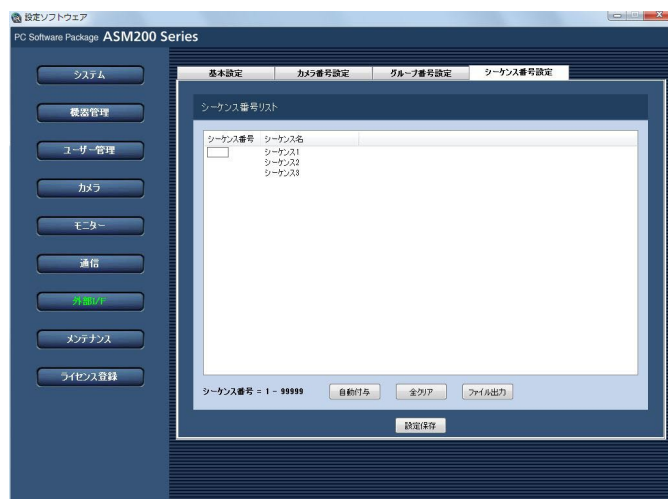 設定ソフトウェア
PC Software Package ASM200 Series
システム
機器管理
ユーザー管理
カメラ
モニター
通信
外部I/F
メンテナンス
ライセンス登録
基本設定 カメラ番号設定 グループ番号設定 シーケンス番号設定
シーケンス番号リスト
シーケンス番号 シーケンス名
シーケンス1
シーケンス2
シーケンス3
シーケンス番号 = 1 - 99999 自動付与 全クリア ファイル出力
設定保存